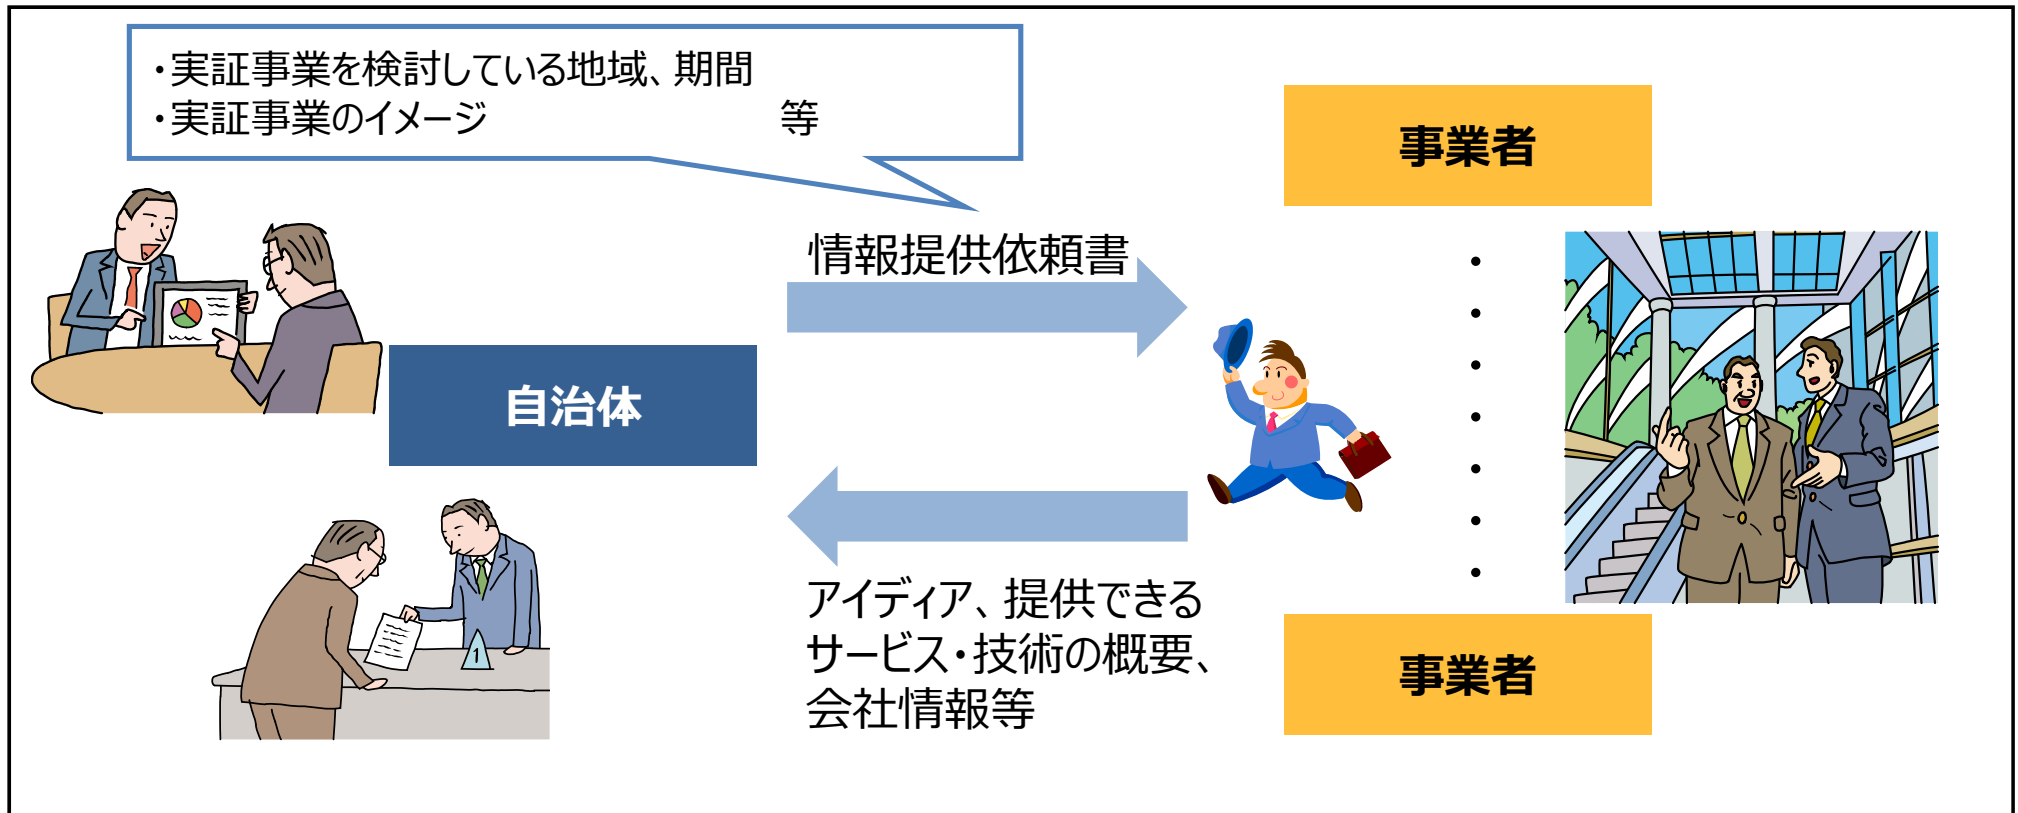 ・実証事業を検討している地域、期間
・実証事業のイメージ 等
事業者
情報提供依頼書
自治体
1
アイディア、提供できる
サービス・技術の概要、
会社情報等
事業者